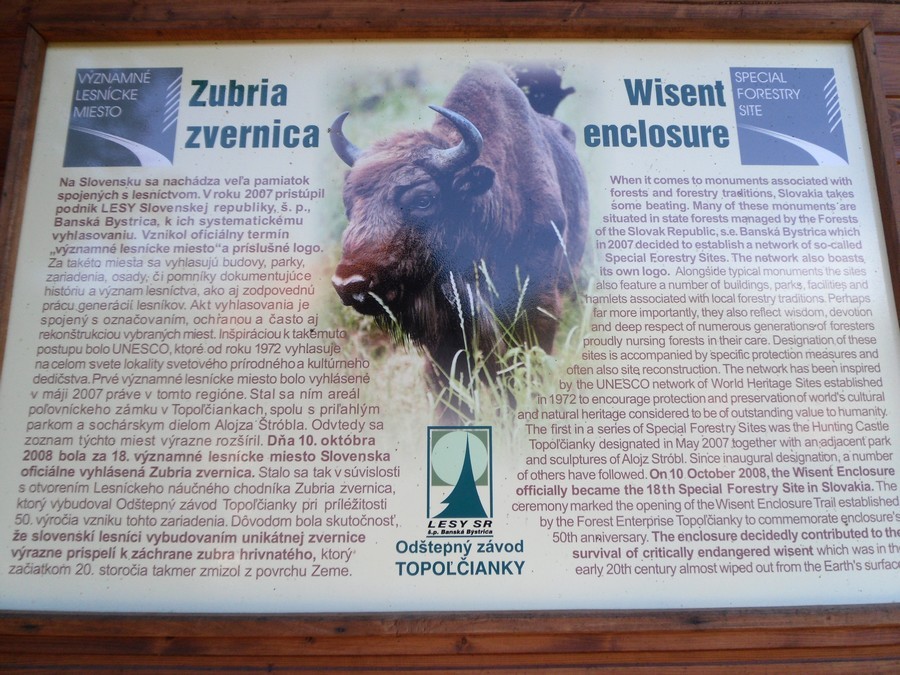 VÝZNAMNÉ
LESNÍCKE
MIESTO
Zubria
zvernica
Na Slovensku sa nachádza veľa pamiatok
spojených s lesníctvom. V roku 2007 pristúpil
podnik LESY Slovenskej republiky, š. p.,
Banská Bystrica, k ich systematickému
vyhlasovaniu. Vznikol oficiálny termín
„významné lesnícke miesto“ a príslušné logo.
Za takéto miesta sa vyhlasujú budovy, parky,
zariadenia, osady, či pomníky dokumentujúce
históriu a význam lesníctva, ako aj zodpovednú
prácu generácií lesníkov. Akt vyhlasovania je
spojený s označovaním, ochranou a často aj
rekonštrukciou vybraných miest. Inšpiráciou k takémuto
postupu bolo UNESCO, ktoré od roku 1972 vyhlasuje
na celom svete lokality svetového prírodného a kultúrneho
dedičstva. Prvé významné lesnícke miesto bolo vyhlásené
v máji 2007 práve v tomto regióne. Stal sa ním areál
poľovníckeho zámku v Topoľčiankach, spolu s priľahlým
parkom a sochárskym dielom Alojza Štróbla. Odvtedy sa
zoznam týchto miest výrazne rozšíril. Dňa 10. októbra
2008 bola za 18. významné lesnícke miesto Slovenska
oficiálne vyhlásená Zubria zvernica. Stalo sa tak v súvislosti
s otvorením Lesníckeho náučného chodníka Zubria zvernica,
ktorý vybudoval Odštepný závod Topoľčianky pri príležitosti
50. výročia vzniku tohto zariadenia. Dôvodom bola skutočnosť,
že slovenskí lesníci vybudovaním unikátnej zvernice
výrazne prispeli k záchrane zubra hrivnatého, ktorý
začiatkom 20. storočia takmer zmizol z povrchu Zeme.
LESY SR
š.p. Banská Bystrica
Odštepný závod
TOPOĽČIANKY
Wisent
enclosure
SPECIAL
FORESTRY
SITE
When it comes to monuments associated with
forests and forestry traditions, Slovakia takes
some beating. Many of these monuments are
situated in state forests managed by the Forests
of the Slovak Republic, s.e. Banská Bystrica which
in 2007 decided to establish a network of so-called
Special Forestry Sites. The network also boasts
its own logo. Alongside typical monuments the sites
also feature a number of buildings, parks, facilities and
hamlets associated with local forestry traditions. Perhaps
far more importantly, they also reflect wisdom, devotion
and deep respect of numerous generations of foresters
proudly nursing forests in their care. Designation of these
sites is accompanied by specific protection measures and
often also site reconstruction. The network has been inspired
by the UNESCO network of World Heritage Sites established
in 1972 to encourage protection and preservation of world's cultural
and natural heritage considered to be of outstanding value to humanity.
The first in a series of Special Forestry Sites was the Hunting Castle
Topoľčianky designated in May 2007 together with an adjacent park
and sculptures of Alojz Stróbl. Since inaugural designation, a number
of others have followed. On 10 October 2008, the Wisent Enclosure
officially became the 18th Special Forestry Site in Slovakia. The
ceremony marked the opening of the Wisent Enclosure Trail established
by the Forest Enterprise Topoľčianky to commemorate enclosure's
50th anniversary. The enclosure decidedly contributed to the
survival of critically endangered wisent which was in the
early 20th century almost wiped out from the Earth's surface